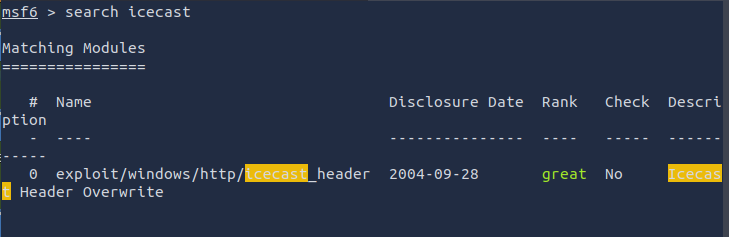 msf6 > search icecast
Matching Modules
================
#  Name                                 Disclosure Date  Rank   Check  Descri
ption
-  ----                                 ---------------  ----   -----  ------
-----
0  exploit/windows/http/icecast_header  2004-09-28       great  No     Icecas
t Header Overwrite